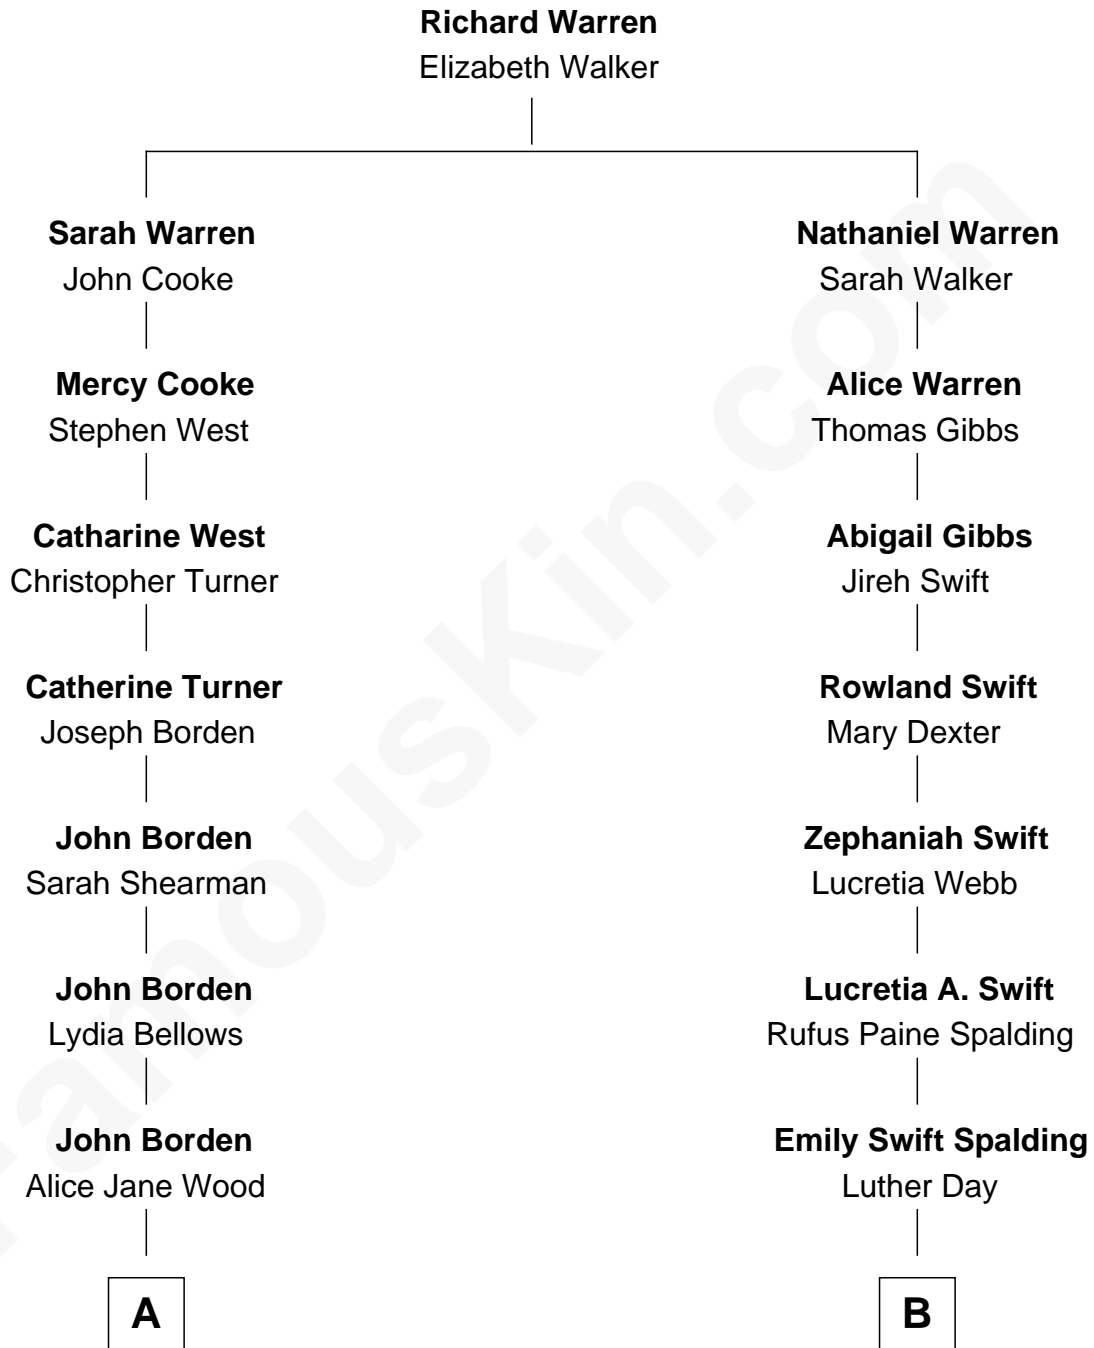 Richard Warren
Elizabeth Walker
Sarah Warren
John Cooke
Nathaniel Warren
Sarah Walker
Mercy Cooke
Stephen West
Alice Warren
Thomas Gibbs
Catharine West
Christopher Turner
Abigail Gibbs
Jireh Swift
Catherine Turner
Joseph Borden
Rowland Swift
Mary Dexter
John Borden
Sarah Shearman
Zephaniah Swift
Lucretia Webb
John Borden
Lydia Bellows
Lucretia A. Swift
Rufus Paine Spalding
John Borden
Alice Jane Wood
Emily Swift Spalding
Luther Day
A
B
FamousKin.com